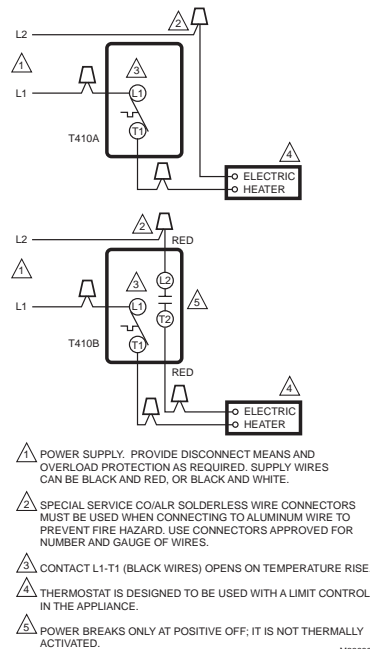 2
L2
1
3
L1
L1
T410A
T1
4
ELECTRIC
HEATER
2
L2
RED
1
3
L2
5
L1
L1
T2
T410B
T1
4
RED
ELECTRIC
HEATER
1 POWER SUPPLY. PROVIDE DISCONNECT MEANS AND
OVERLOAD PROTECTION AS REQUIRED. SUPPLY WIRES
CAN BE BLACK AND RED, OR BLACK AND WHITE.
2 SPECIAL SERVICE CO/ALR SOLDERLESS WIRE CONNECTORS
MUST BE USED WHEN CONNECTING TO ALUMINUM WIRE TO
PREVENT FIRE HAZARD. USE CONNECTORS APPROVED FOR
NUMBER AND GAUGE OF WIRES.
3 CONTACT L1-T1 (BLACK WIRES) OPENS ON TEMPERATURE RISE
4 THERMOSTAT IS DESIGNED TO BE USED WITH A LIMIT CONTROL
IN THE APPLIANCE.
5 POWER BREAKS ONLY AT POSITIVE OFF; IT IS NOT THERMALLY
ACTIVATED.